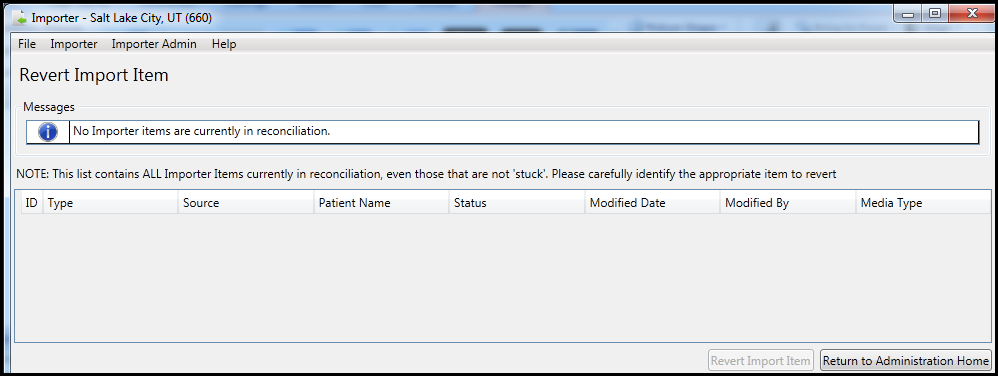 Importer - Salt Lake City, UT (660)
File Importer Importer Admin Help
Revert Import Item
Messages
No Importer items are currently in reconciliation.
NOTE: This list contains ALL Importer Items currently in reconciliation, even those that are not 'stuck'. Please carefully identify the appropriate item to revert
ID Type Source Patient Name Status Modified Date Modified By Media Type
Revert Import Item Return to Administration Home